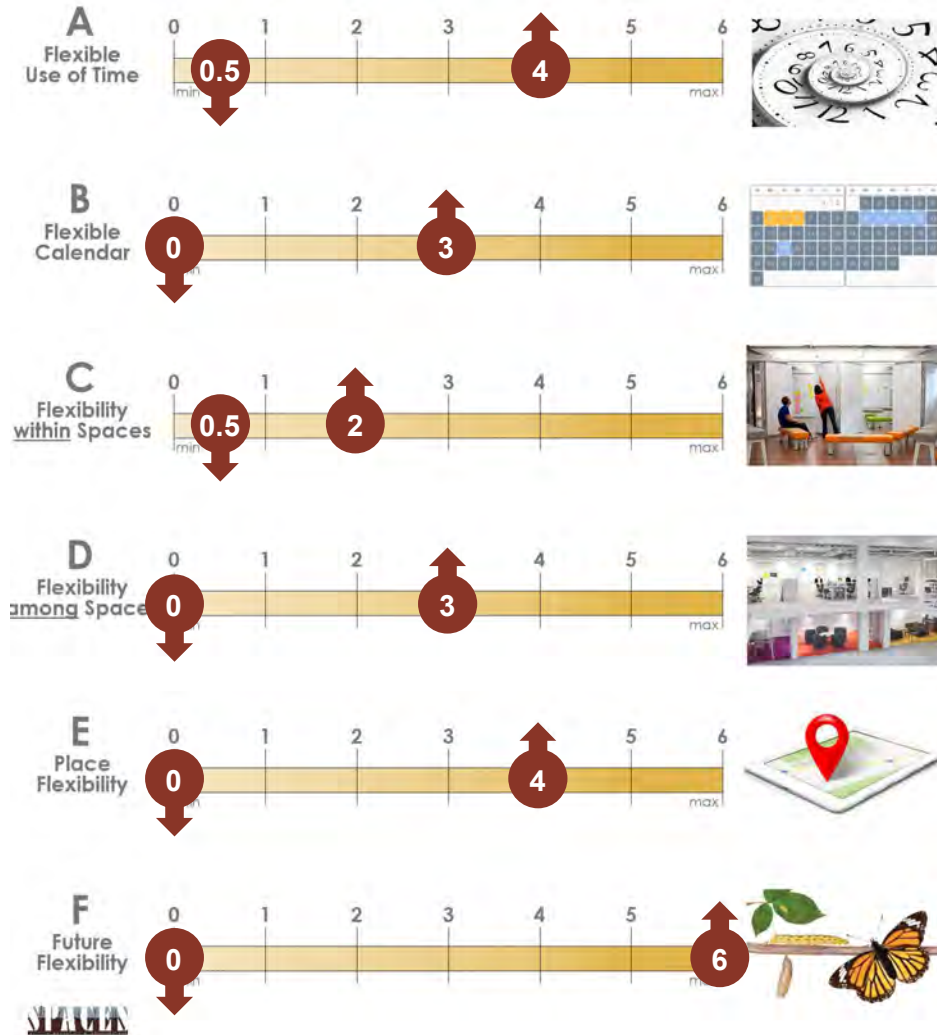 A
Flexible
Use of Time
0 1 2 3 4 5 6
0.5 4
min max
B
Flexible
Calendar
0 1 2 3 4 5 6
0 3
max
C
Flexibility
within Spaces
0 1 3 4 5 6
0.5 2
min max
D
Flexibility
among Space
0 1 2 3 4 5 6
0 3
max
E
Place
Flexibility
0 1 2 3 4 5 6
0 4
max
F
Future
Flexibility
0 1 2 3 4 5
0 6
SPACES